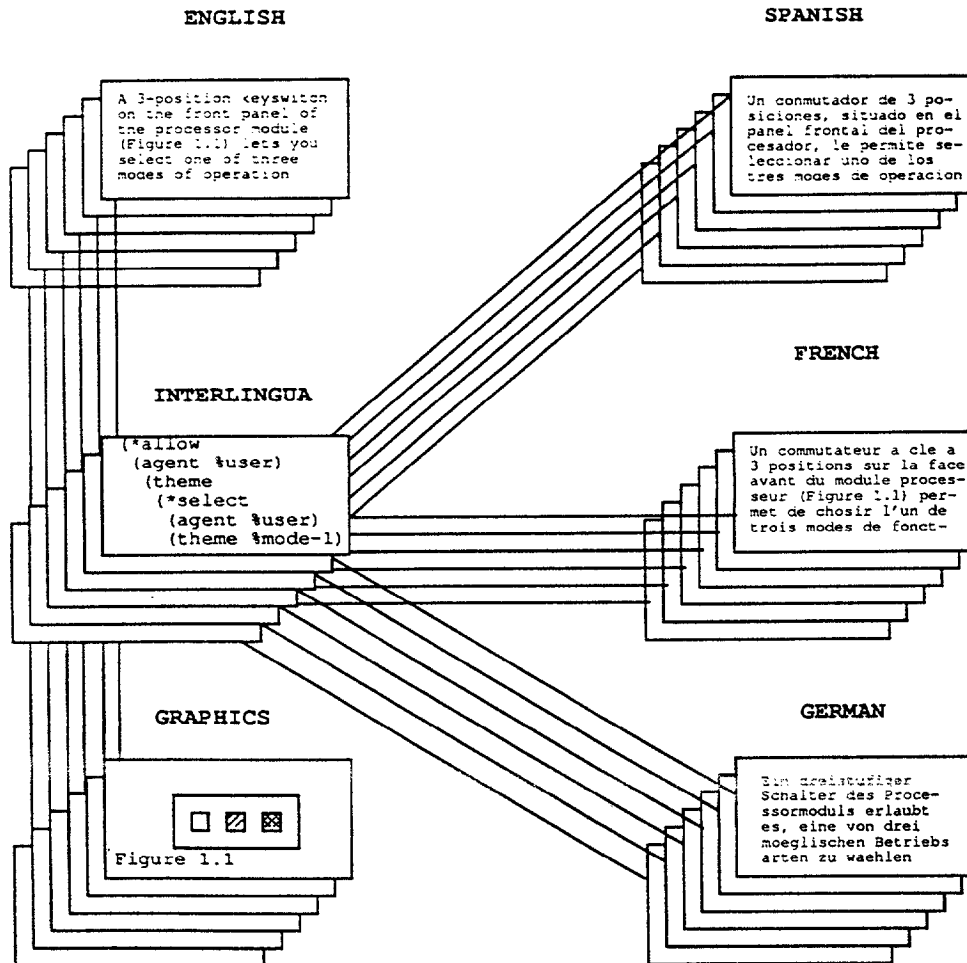 ENGLISH
A 3-position keyswitch
on the front panel of
the processor module
(Figure 1.1) lets you
select one of three
modes of operation
SPANISH
Un conmutador de 3 po-
siciones, situado en el
panel frontal del pro-
cesador, le permite se-
leccionar uno de los
tres modes de operacion
INTERLINGUA
(*allow
(agent %user)
(theme
(*select
(agent %user)
(theme %mode-1)
FRENCH
Un commutateur a cle a
3 positions sur la face
avant du module proces-
seur (Figure 1.1) per-
met de chosir l'un de
trois modes de fonct-
GRAPHICS
Figure 1.1
GERMAN
Ein dreistufiger
Schalter des Proce-
ssormoduls erlaubt
es, eine von drei
moeglischen Betriebs
arten zu waehlen